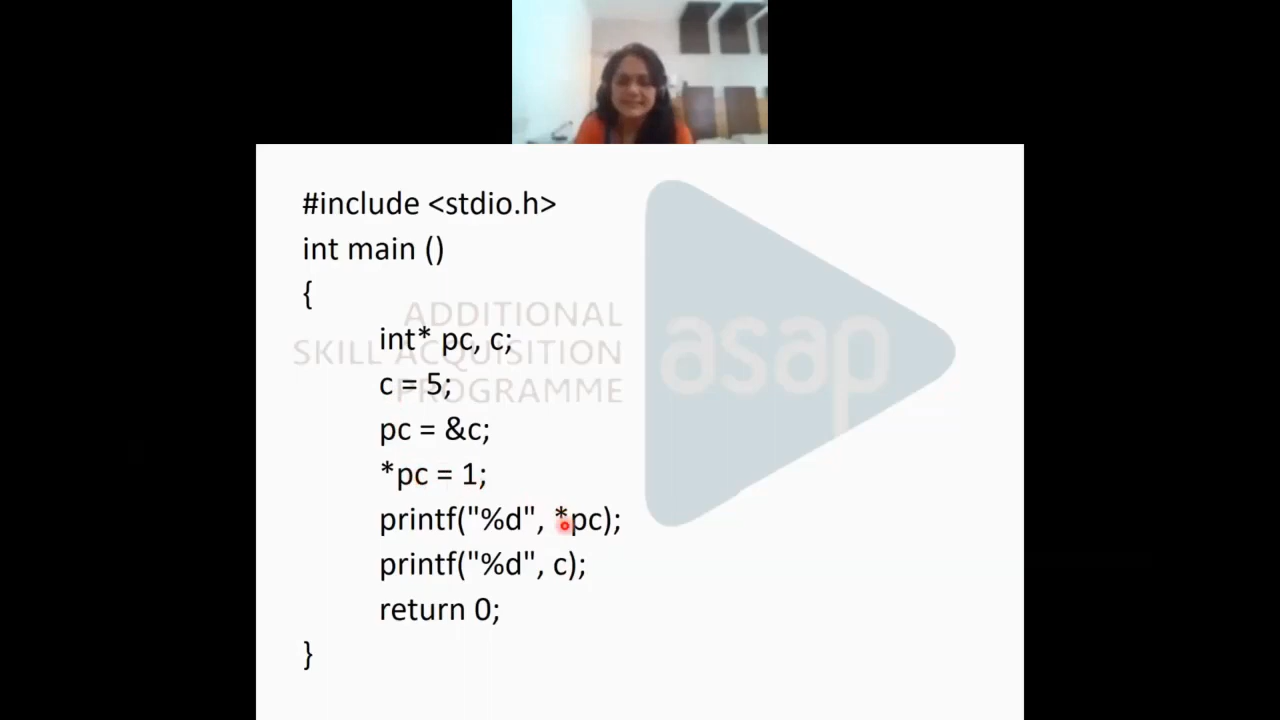 #include <stdio.h>
int main ()
{
ADDITIONAL
SKILL ACQUISITION
PROGRAMME
asap
int* pc, c;
c = 5;
pc = &c;
*pc = 1;
printf("%d", *pc);
printf("%d", c);
return 0;
}